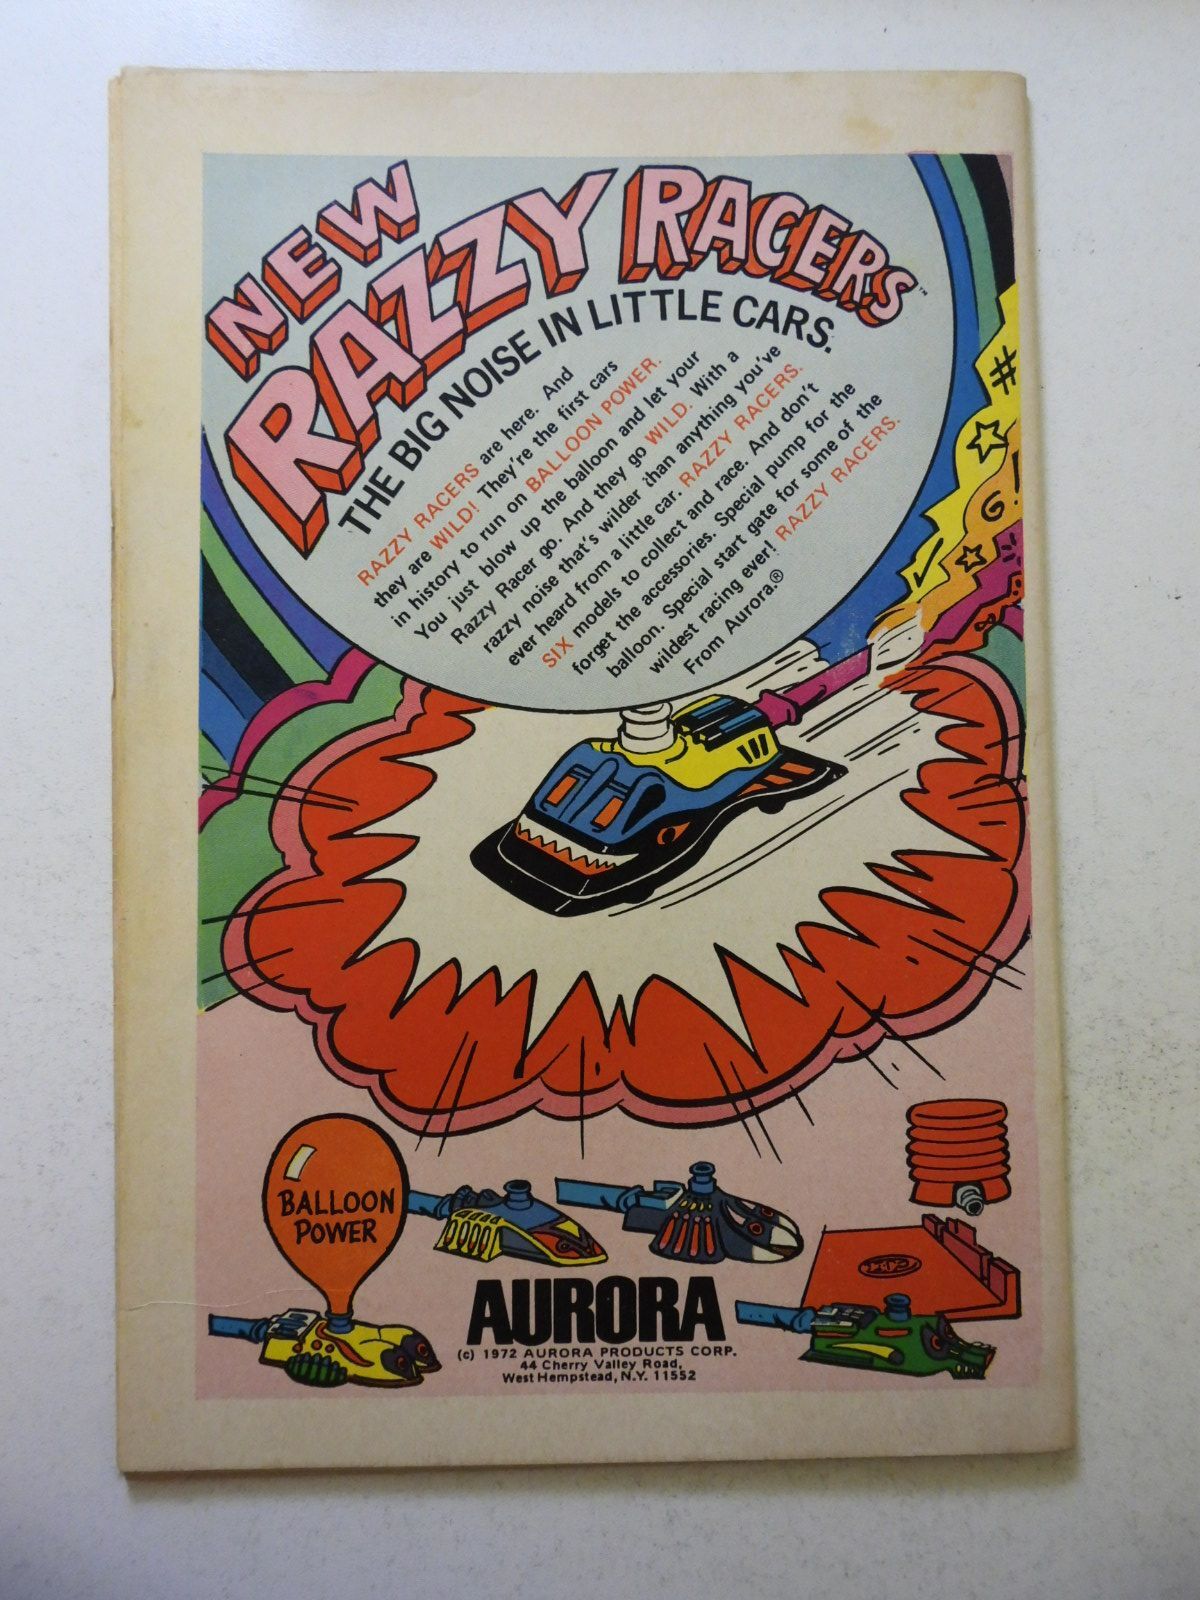 NEW
RAZZY RACERS™
THE BIG NOISE IN LITTLE CARS.
RAZZY RACERS are here. And
they are WILD! They're the first cars
in history to run on BALLOON POWER.
You just blow up the balloon and let your
Razzy Racer go. And they go WILD. With a
razzy noise that's wilder than anything you've
ever heard from a little car. RAZZY RACERS.
SIX models to collect and race. And don't
forget the accessories. Special pump for the
balloon. Special start gate for some of the
wildest racing ever! RAZZY RACERS.
From Aurora.®
#
!
G
BALLOON
POWER
AURORA
(c) 1972 AURORA PRODUCTS CORP.
44 Cherry Valley Road,
West Hempstead, N.Y. 11552